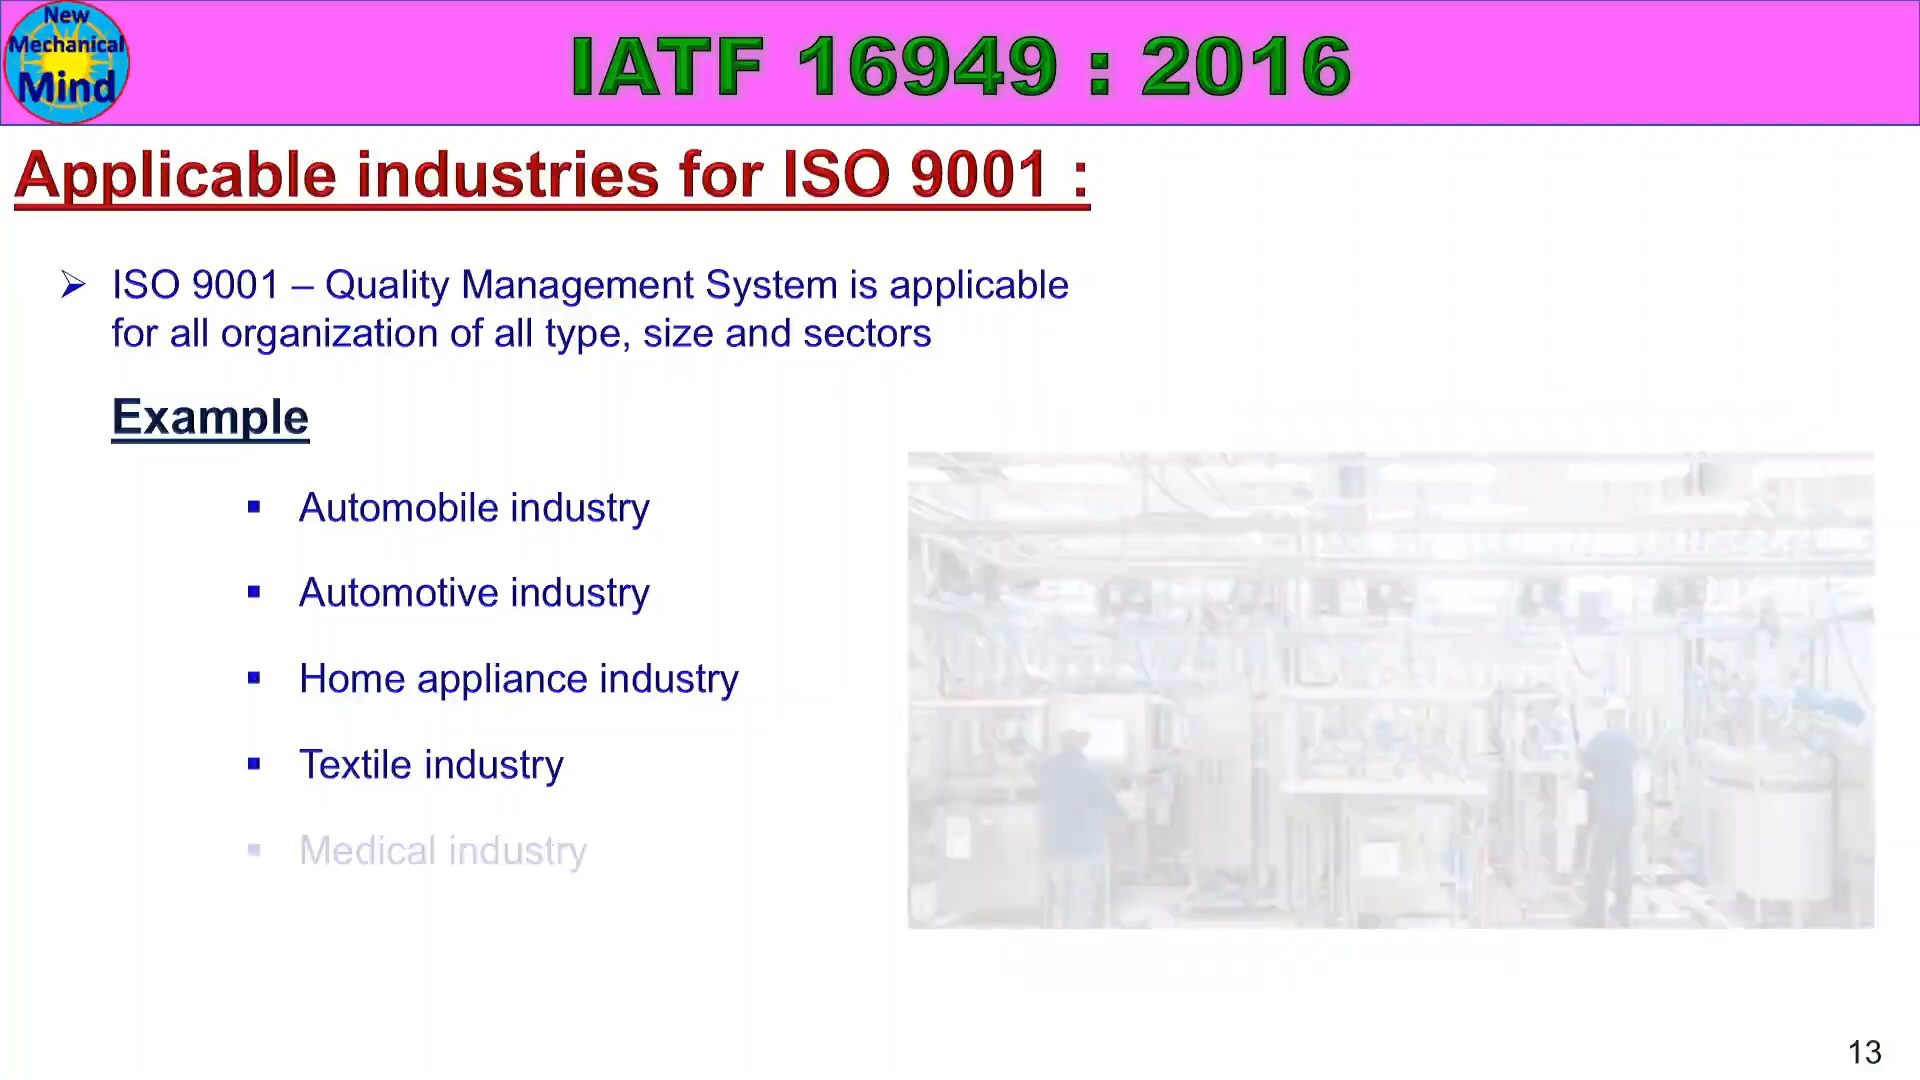 New
Mechanical
Mind
IATF 16949 : 2016
Applicable industries for ISO 9001 :
➢ ISO 9001 – Quality Management System is applicable
for all organization of all type, size and sectors
Example
▪ Automobile industry
▪ Automotive industry
▪ Home appliance industry
▪ Textile industry
▪ Medical industry
13